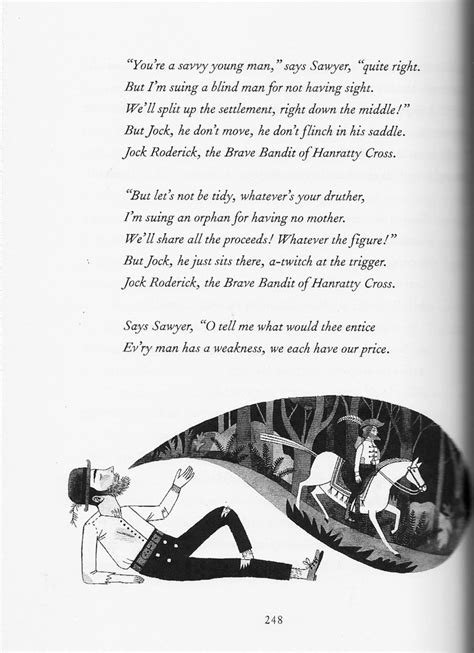 “You’re a savvy young man,” says Sawyer, “quite right.
But I’m suing a blind man for not having sight.
We’ll split up the settlement, right down the middle!”
But Jock, he don’t move, he don’t flinch in his saddle.
Jock Roderick, the Brave Bandit of Hanratty Cross.
“But let’s not be tidy, whatever’s your druther,
I’m suing an orphan for having no mother.
We’ll share all the proceeds! Whatever the figure!”
But Jock, he just sits there, a-twitch at the trigger.
Jock Roderick, the Brave Bandit of Hanratty Cross.
Says Sawyer, “O tell me what would thee entice
Ev’ry man has a weakness, we each have our price.
248